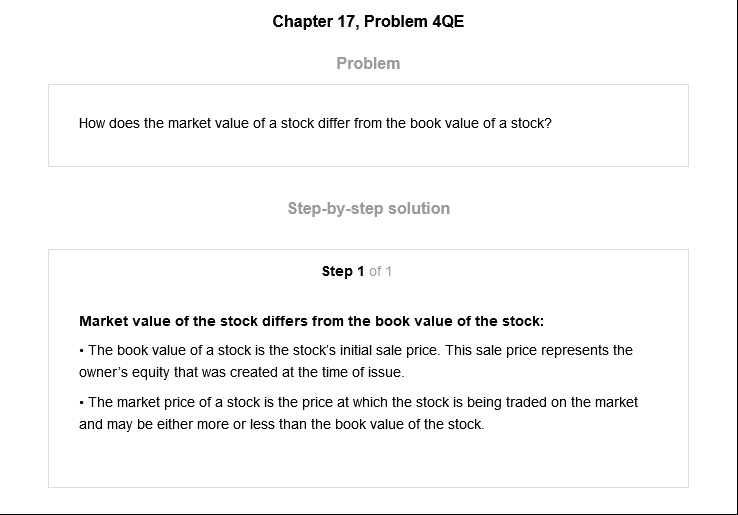 Chapter 17, Problem 4QE
Problem
How does the market value of a stock differ from the book value of a stock?
Step-by-step solution
Step 1 of 1
Market value of the stock differs from the book value of the stock:
• The book value of a stock is the stock's initial sale price. This sale price represents the
owner's equity that was created at the time of issue.
• The market price of a stock is the price at which the stock is being traded on the market
and may be either more or less than the book value of the stock.